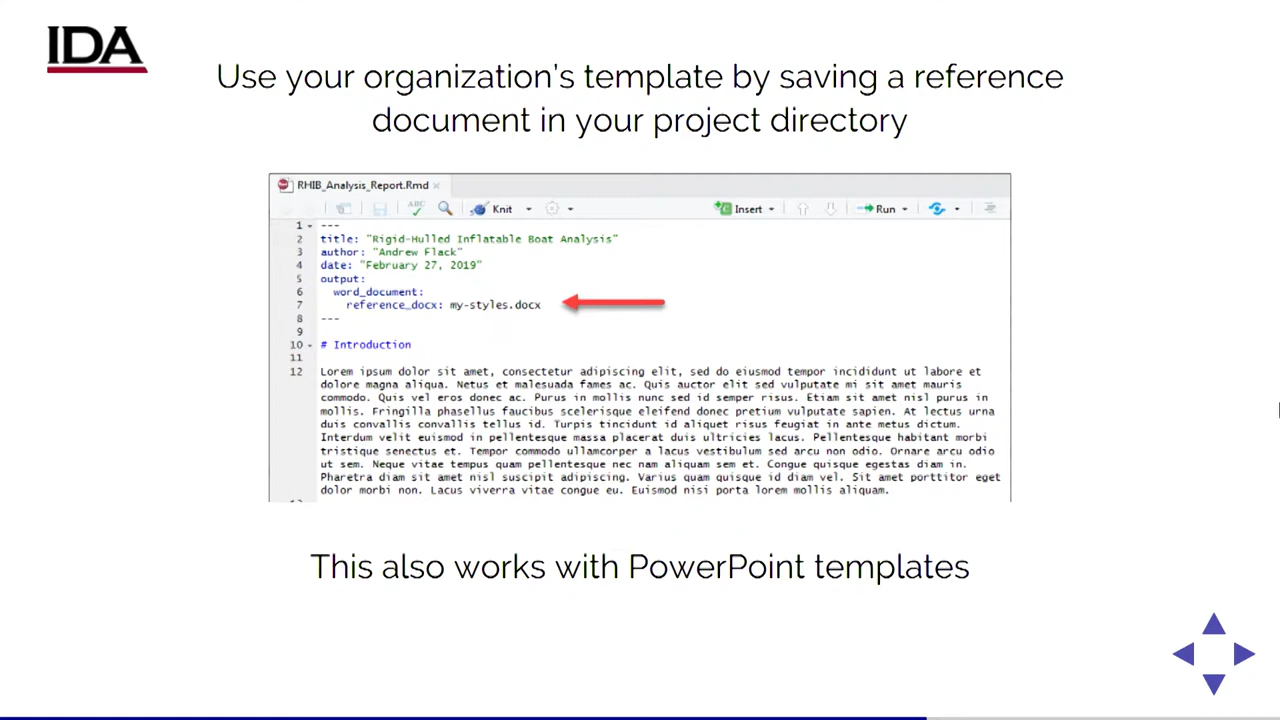 IDA
Use your organization's template by saving a reference
document in your project directory
RHIB_Analysis_Report.Rmd
ABC
Knit
Insert
Run
1 ---
2 title: "Rigid-Hulled Inflatable Boat Analysis"
3 author: "Andrew Flack"
4 date: "February 27, 2019"
5 output:
6 word_document:
7 reference_docx: my-styles.docx
8 ---
9
10 # Introduction
11
12 Lorem ipsum dolor sit amet, consectetur adipiscing elit, sed do eiusmod tempor incididunt ut labore et
dolore magna aliqua. Netus et malesuada fames ac. Quis auctor elit sed vulputate mi sit amet mauris
commodo. Quis vel eros donec ac. Purus in mollis nunc sed id semper risus. Etiam sit amet nisl purus in
mollis. Fringilla phasellus faucibus scelerisque eleifend donec pretium vulputate sapien. At lectus urna
duis convallis convallis tellus id. Turpis tincidunt id aliquet risus feugiat in ante metus dictum.
Interdum velit euismod in pellentesque massa placerat duis ultricies lacus. Pellentesque habitant morbi
tristique senectus et. Tempor commodo ullamcorper a lacus vestibulum sed arcu non odio. Ornare arcu odio
ut sem. Neque vitae tempus quam pellentesque nec nam aliquam sem et. Congue quisque egestas diam in.
Pharetra diam sit amet nisl suscipit adipiscing. Varius quam quisque id diam vel. Sit amet porttitor eget
dolor morbi non. Lacus viverra vitae congue eu. Euismod nisi porta lorem mollis aliquam.
This also works with PowerPoint templates